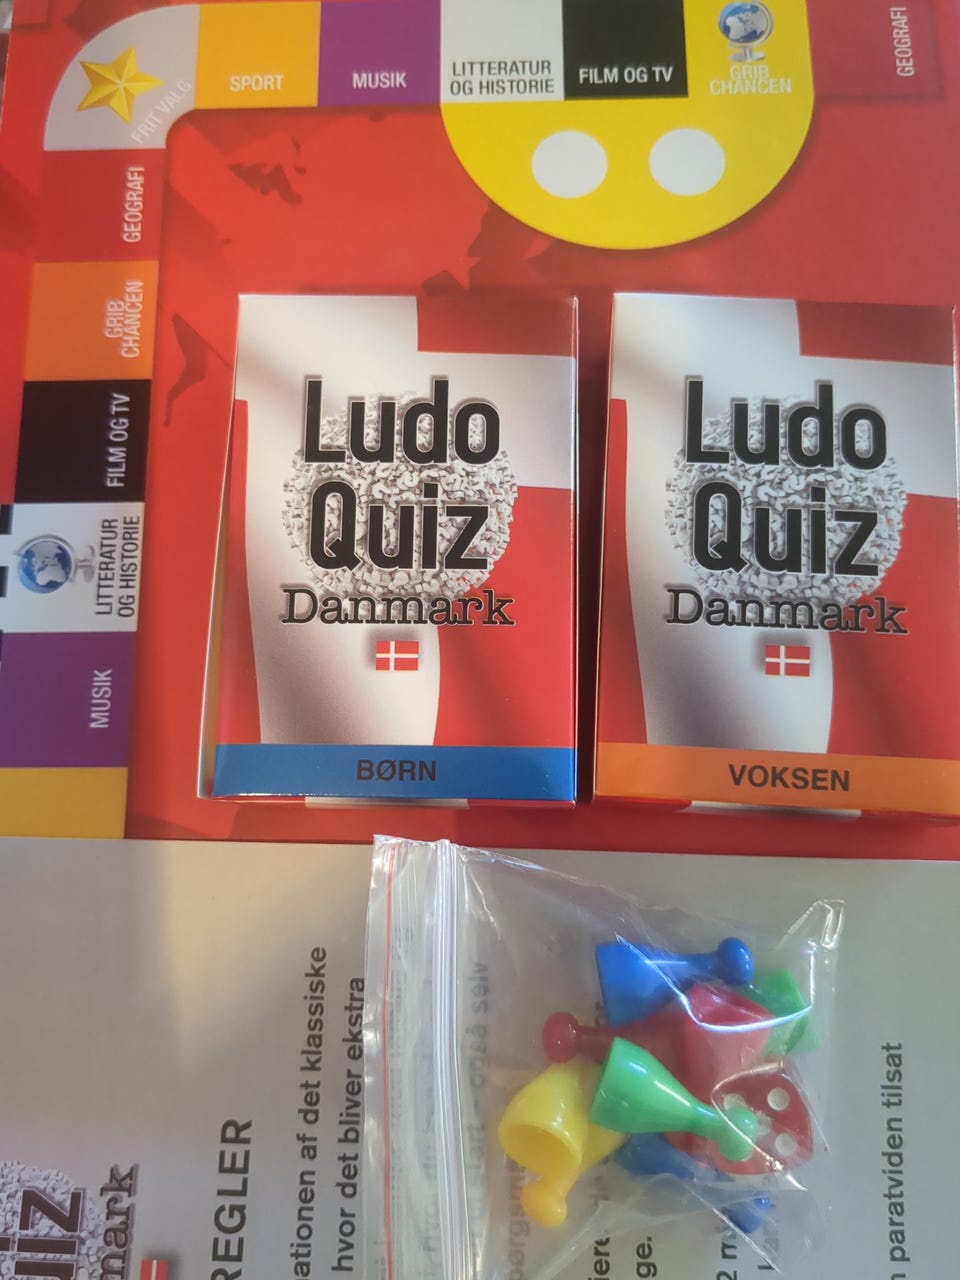 FRIT VALG
SPORT
MUSIK
LITTERATUR
OG HISTORIE
FILM OG TV
GRIB
CHANCEN
GEOGRAFI
GEOGRAFI
GRIB
CHANCEN
FILM OG TV
LITTERATUR
OG HISTORIE
MUSIK
Ludo
Quiz
Danmark
BØRN
Ludo
Quiz
Danmark
VOKSEN
REGLER
ationen af det klassiske
hvor det bliver ekstra
også selv
ge.
paratviden tilsat